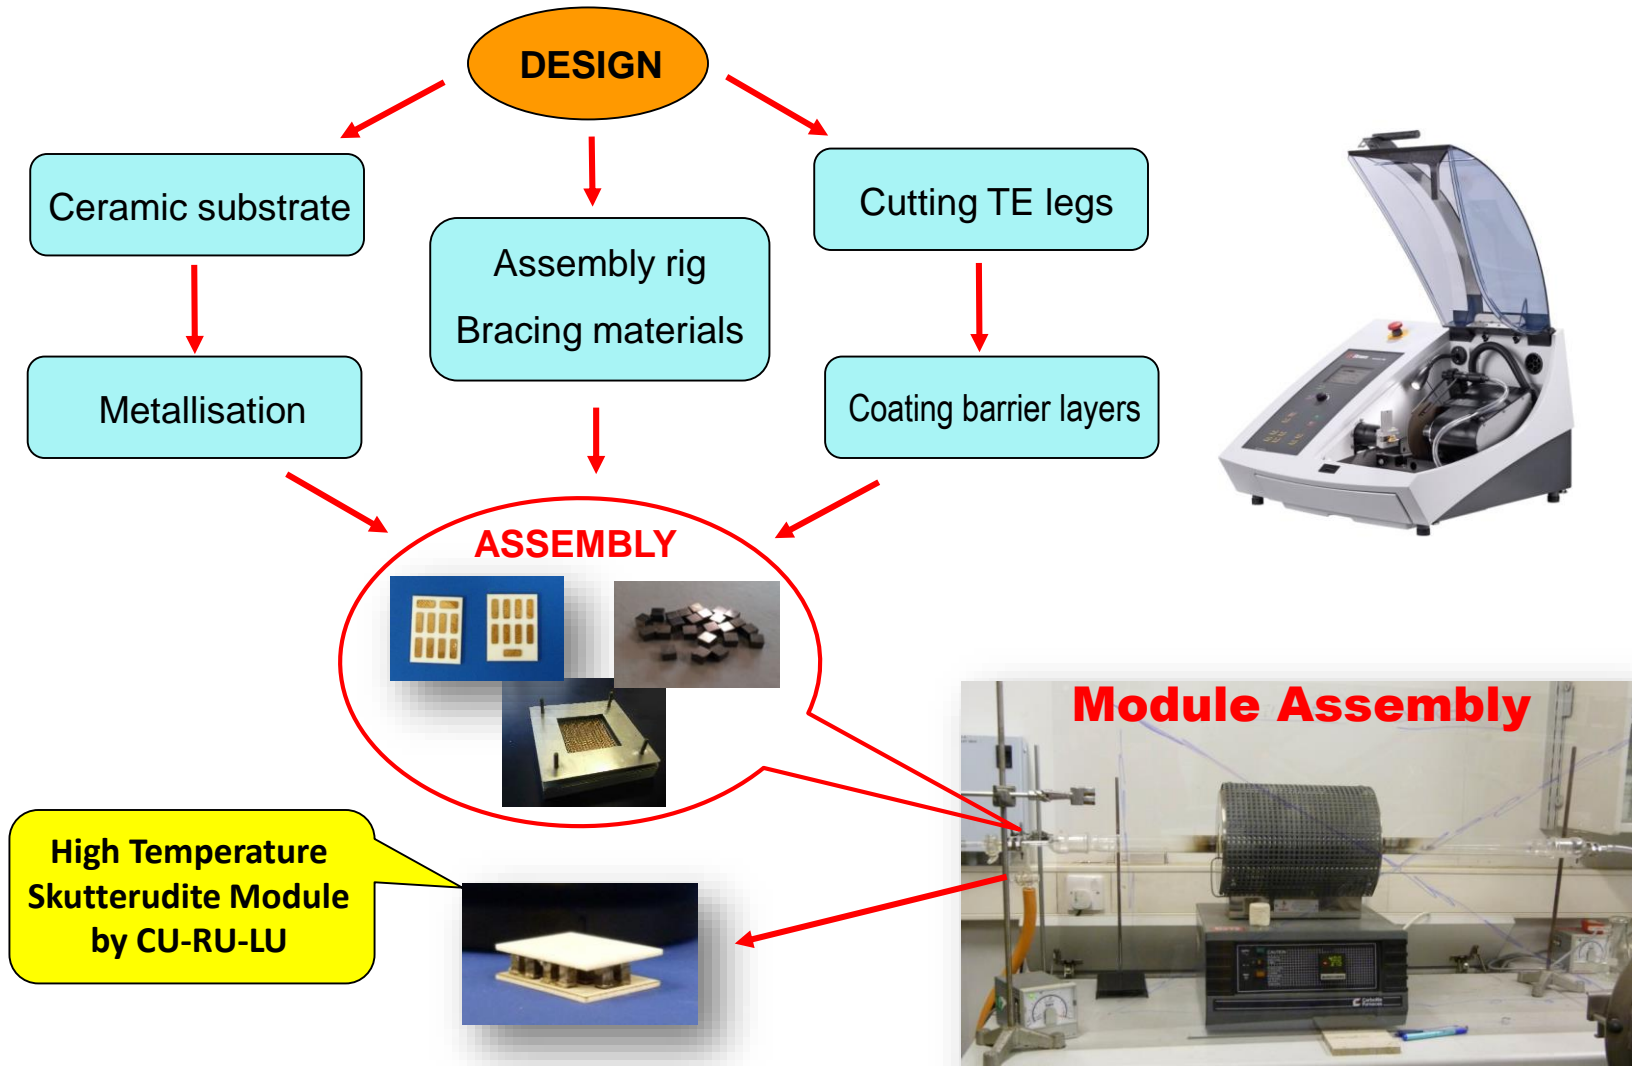 DESIGN
Ceramic substrate
Cutting TE legs
Assembly rig
Bracing materials
Metallisation
Coating barrier layers
ASSEMBLY
Module Assembly
High Temperature
Skutterudite Module
by CU-RU-LU